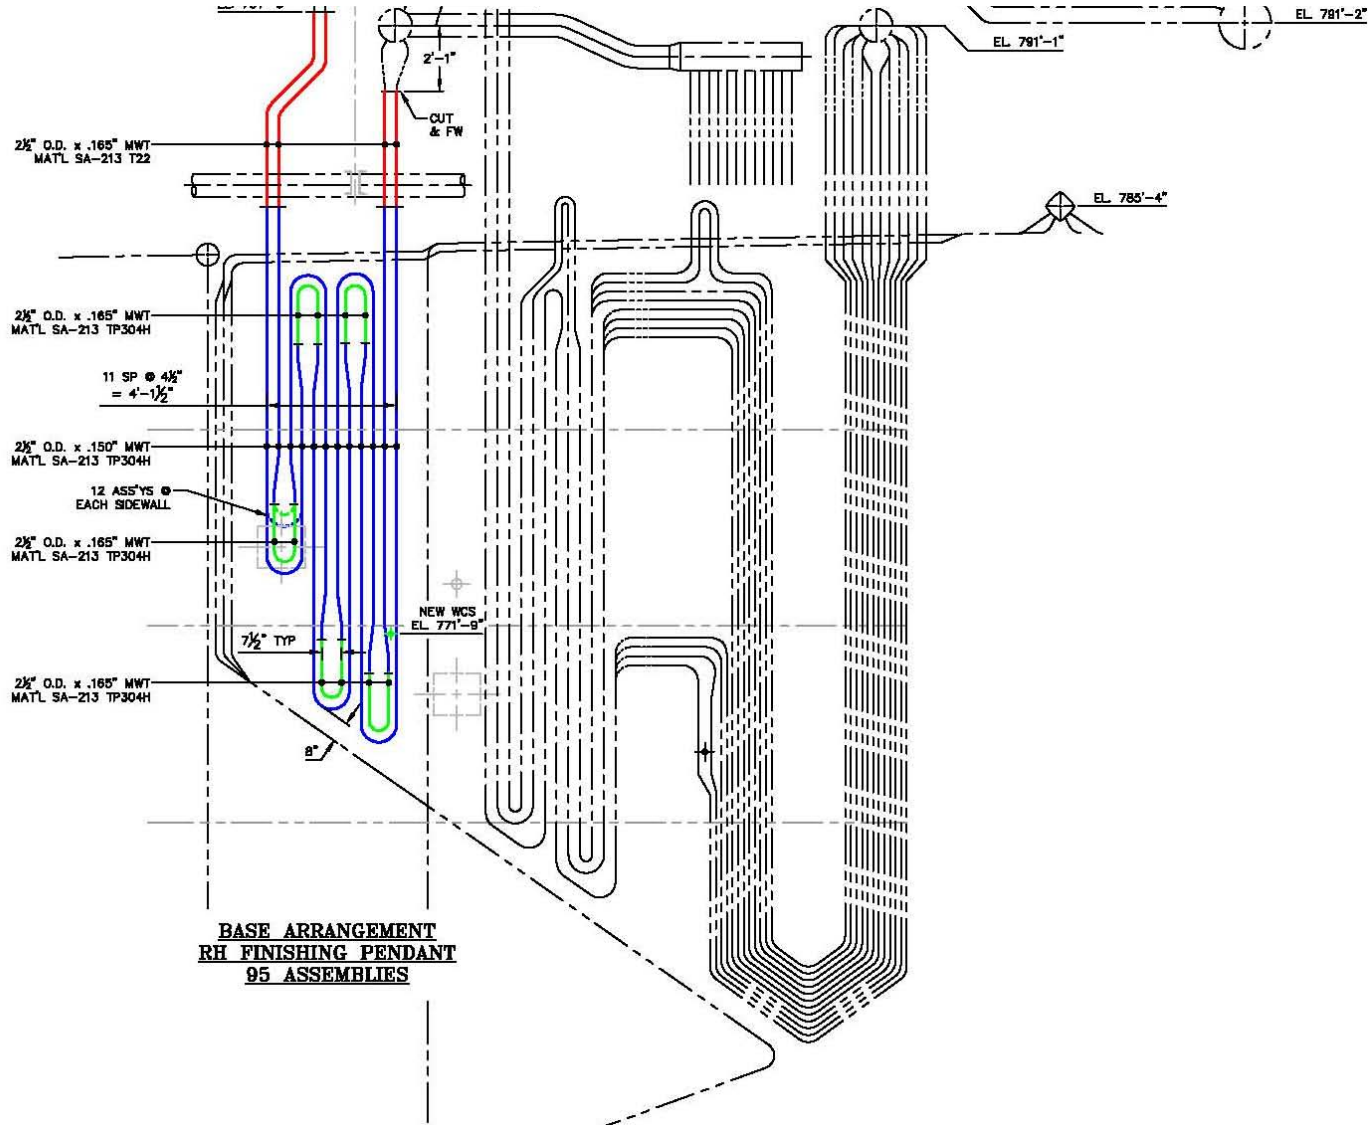 EL 791'-2"
EL 791'-1"
2'-1"
CUT
& FW
2½" O.D. x .165" MWT
MAT'L SA-213 T22
EL 785'-4"
2½" O.D. x .165" MWT
MAT'L SA-213 TP304H
11 SP @ 4½"
= 4'-1½"
2½" O.D. x .150" MWT
MAT'L SA-213 TP304H
12 ASS'YS @
EACH SIDEWALL
2½" O.D. x .165" MWT
MAT'L SA-213 TP304H
NEW WCS
EL 771'-9"
7½" TYP
2½" O.D. x .165" MWT
MAT'L SA-213 TP304H
8"
BASE ARRANGEMENT
RH FINISHING PENDANT
95 ASSEMBLIES